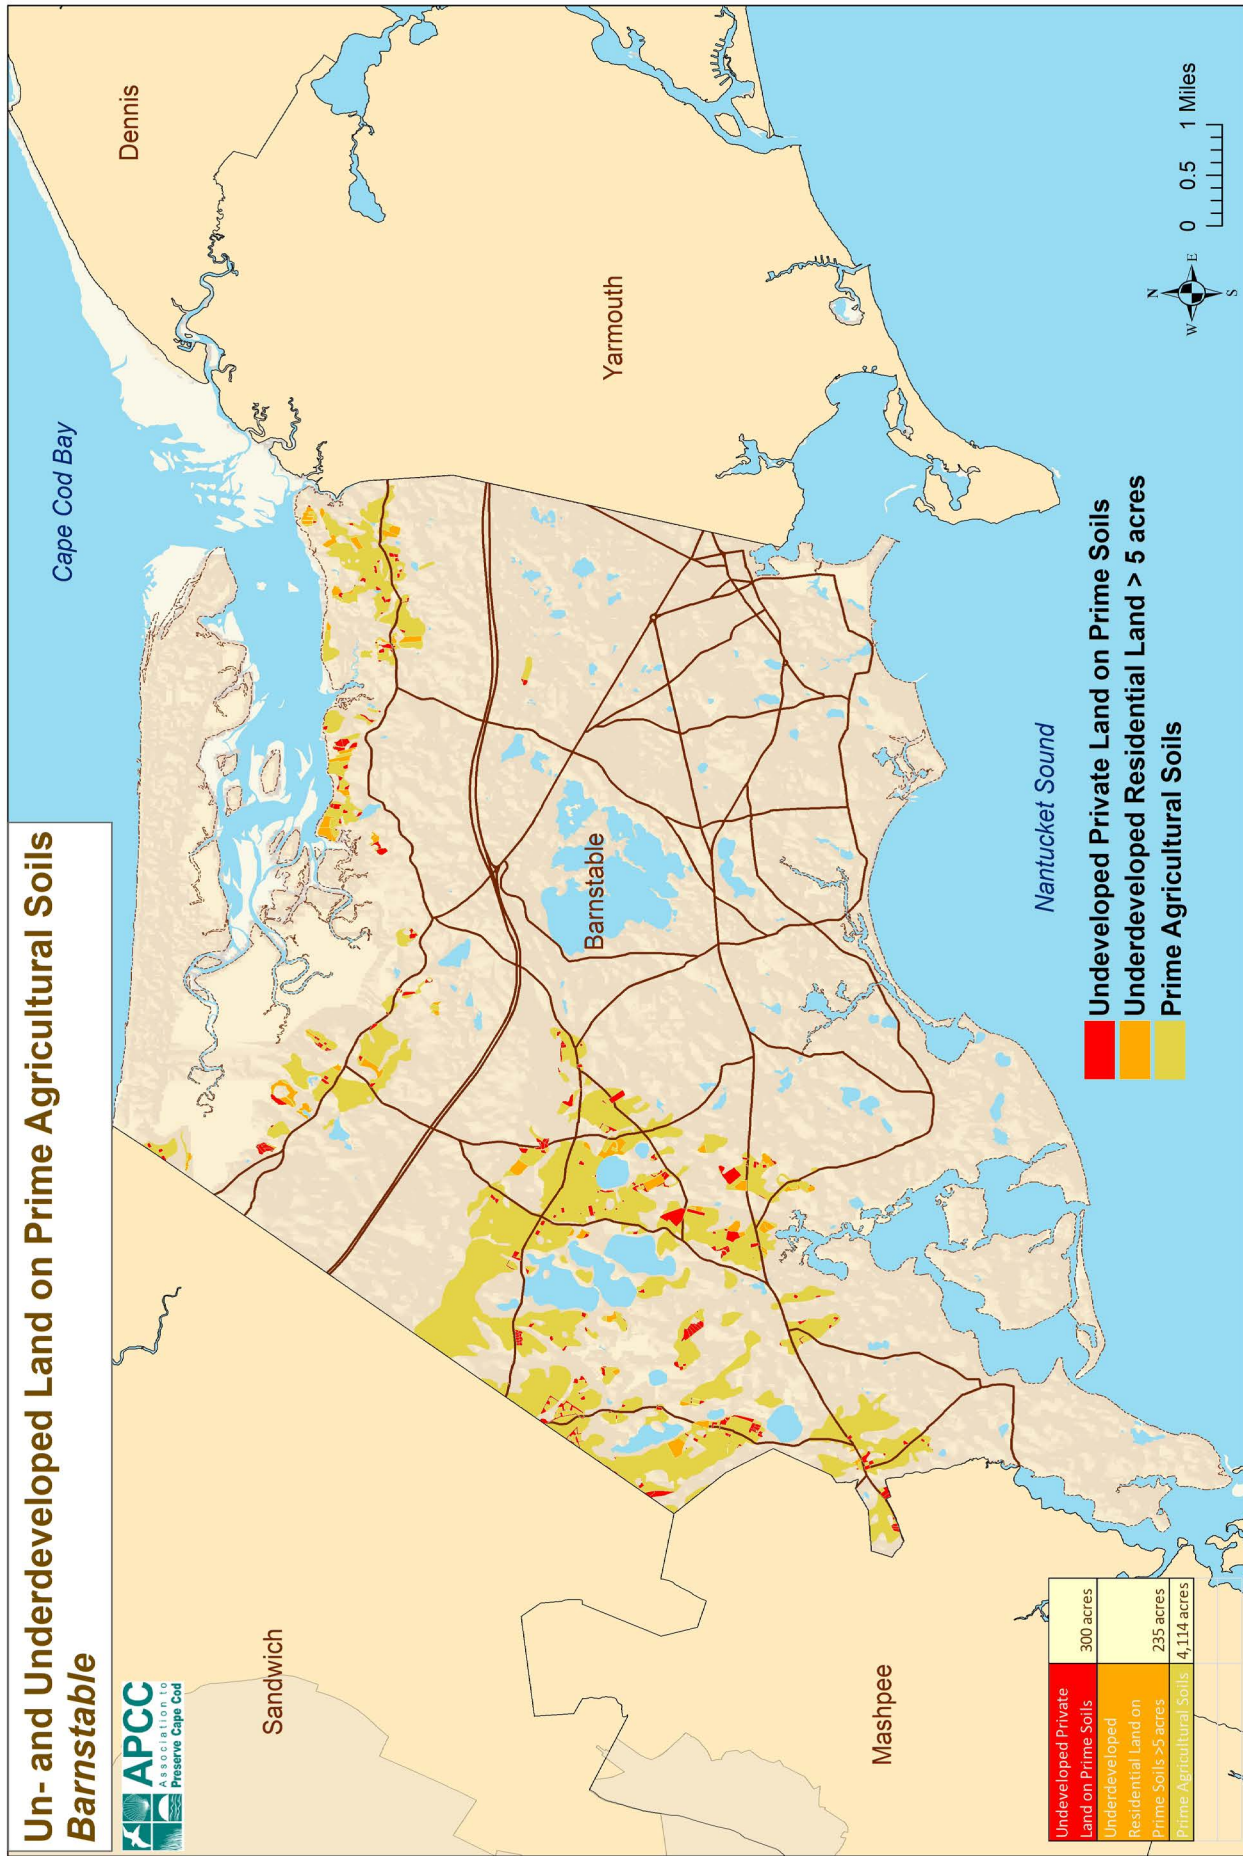 Un- and Underdeveloped Land on Prime Agricultural Soils
Barnstable
APCC
Association to
Preserve Cape Cod
Cape Cod Bay
Dennis
Sandwich
Barnstable
Yarmouth
Mashpee
Nantucket Sound
Undeveloped Private Land on Prime Soils
Underdeveloped Residential Land > 5 acres
Prime Agricultural Soils
Undeveloped Private
Land on Prime Soils
300 acres
Underdeveloped
Residential Land on
Prime Soils >5 acres
235 acres
Prime Agricultural Soils
4,114 acres
N
W
E
S
0 0.5 1 Miles